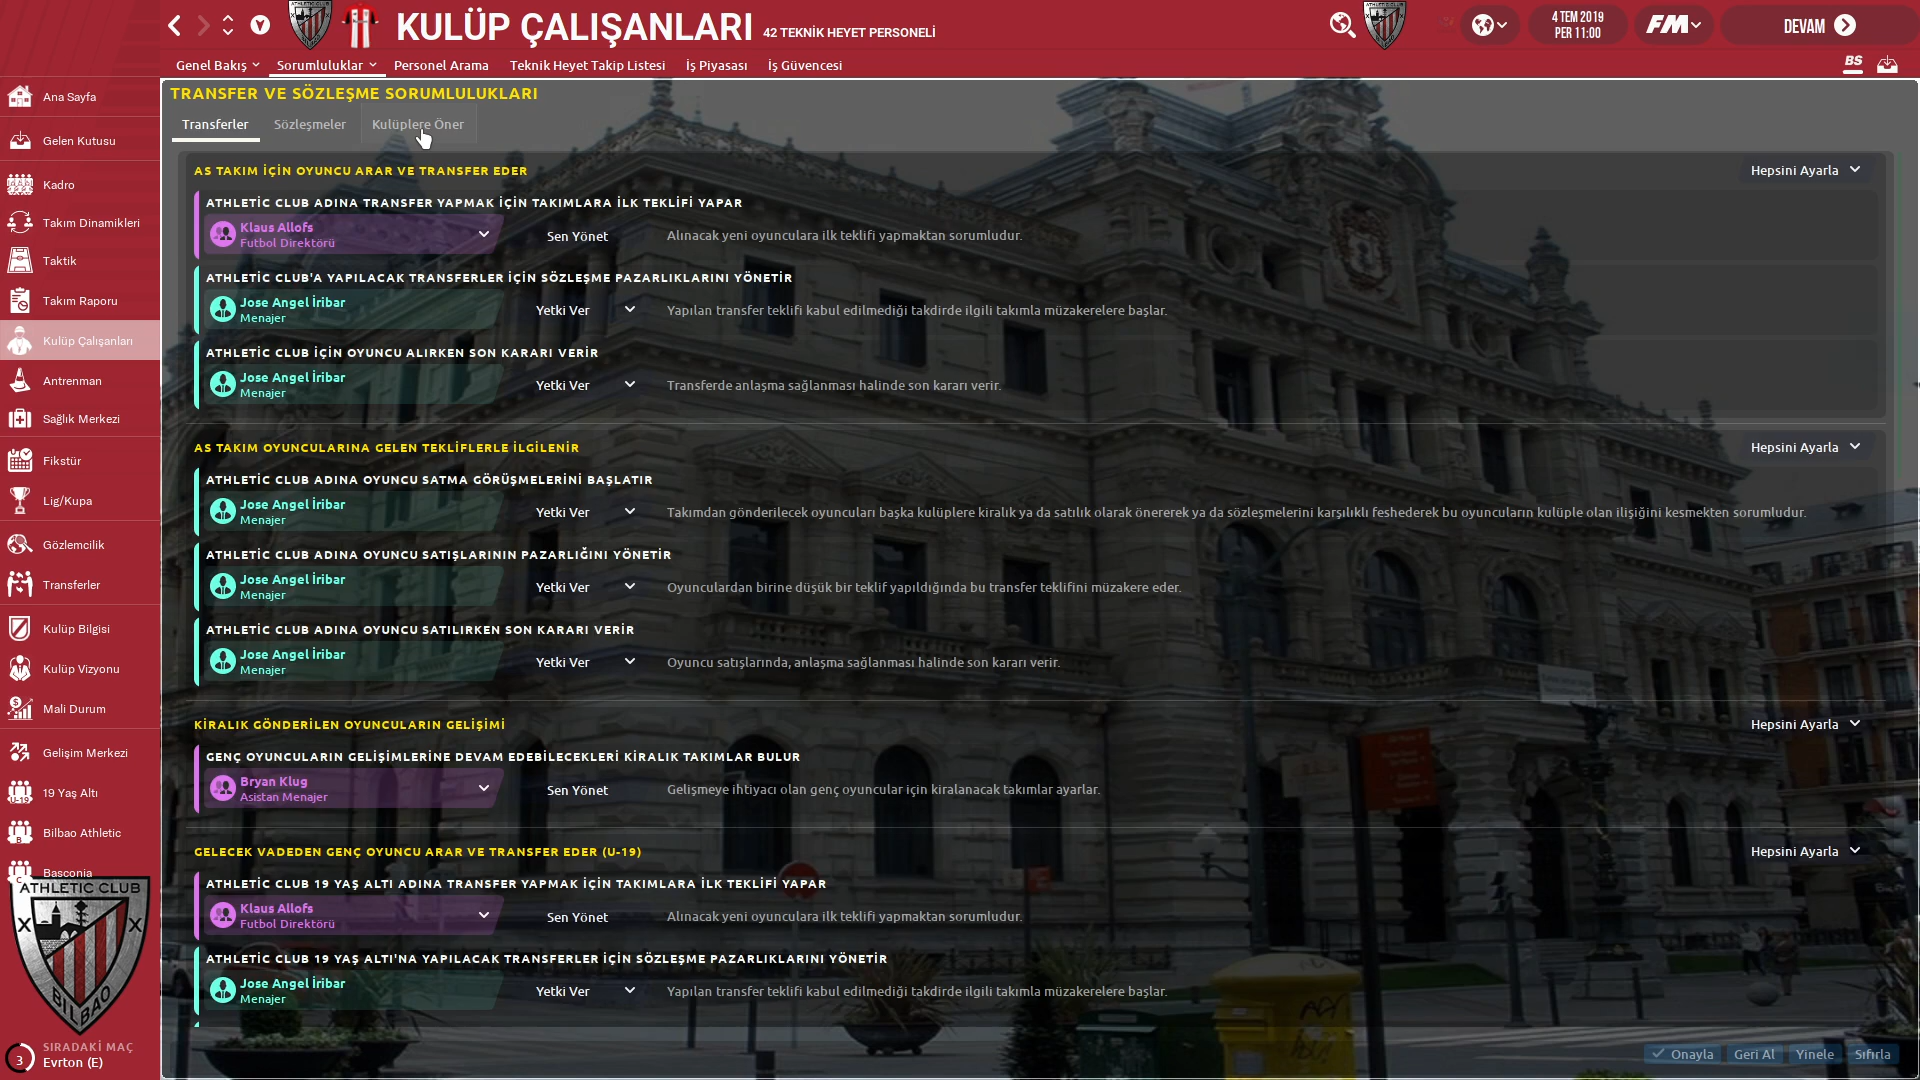 KULÜP ÇALIŞANLARI 42 TEKNİK HEYET PERSONELİ
4 TEM 2019
PER 11:00
FM
DEVAM
Genel Bakış
Sorumluluklar
Personel Arama
Teknik Heyet Takip Listesi
İş Piyasası
İş Güvencesi
BS
Ana Sayfa
Gelen Kutusu
Kadro
Takım Dinamikleri
Taktik
Takım Raporu
Kulüp Çalışanları
Antrenman
Sağlık Merkezi
Fikstür
Lig/Kupa
Gözlemcilik
Transferler
Kulüp Bilgisi
Kulüp Vizyonu
Mali Durum
Gelişim Merkezi
U-19
19 Yaş Altı
B
Bilbao Athletic
C
Basconia
ATHLETIC CLUB
BILBAO
SIRADAKİ MAÇ
3
Evrton (E)
TRANSFER VE SÖZLEŞME SORUMLULUKLARI
Transferler
Sözleşmeler
Kulüplere Öner
AS TAKIM İÇİN OYUNCU ARAR VE TRANSFER EDER
Hepsini Ayarla
ATHLETİC CLUB ADINA TRANSFER YAPMAK İÇİN TAKIMLARA İLK TEKLİFİ YAPAR
Klaus Allofs
Futbol Direktörü
Sen Yönet
Alınacak yeni oyunculara ilk teklifi yapmaktan sorumludur.
ATHLETİC CLUB'A YAPILACAK TRANSFERLER İÇİN SÖZLEŞME PAZARLIKLARINI YÖNETİR
Jose Angel İribar
Menajer
Yetki Ver
Yapılan transfer teklifi kabul edilmediği takdirde ilgili takımla müzakerelere başlar.
ATHLETİC CLUB İÇİN OYUNCU ALIRKEN SON KARARI VERİR
Jose Angel İribar
Menajer
Yetki Ver
Transferde anlaşma sağlanması halinde son kararı verir.
AS TAKIM OYUNCULARINA GELEN TEKLİFLERLE İLGİLENİR
Hepsini Ayarla
ATHLETİC CLUB ADINA OYUNCU SATMA GÖRÜŞMELERİNİ BAŞLATIR
Jose Angel İribar
Menajer
Yetki Ver
Takımdan gönderilecek oyuncuları başka kulüplere kiralık ya da satılık olarak önererek ya da sözleşmelerini karşılıklı feshederek bu oyuncuların kulüple olan ilişiğini kesmekten sorumludur.
ATHLETİC CLUB ADINA OYUNCU SATIŞLARININ PAZARLIĞINI YÖNETİR
Jose Angel İribar
Menajer
Yetki Ver
Oyunculardan birine düşük bir teklif yapıldığında bu transfer teklifini müzakere eder.
ATHLETİC CLUB ADINA OYUNCU SATILIRKEN SON KARARI VERİR
Jose Angel İribar
Menajer
Yetki Ver
Oyuncu satışlarında, anlaşma sağlanması halinde son kararı verir.
KİRALIK GÖNDERİLEN OYUNCULARIN GELİŞİMİ
Hepsini Ayarla
GENÇ OYUNCULARIN GELİŞİMLERİNE DEVAM EDEBİLECEKLERİ KİRALIK TAKIMLAR BULUR
Bryan Klug
Asistan Menajer
Sen Yönet
Gelişmeye ihtiyacı olan genç oyuncular için kiralanacak takımlar ayarlar.
GELECEK VADEDEN GENÇ OYUNCU ARAR VE TRANSFER EDER (U-19)
Hepsini Ayarla
ATHLETİC CLUB 19 YAŞ ALTI ADINA TRANSFER YAPMAK İÇİN TAKIMLARA İLK TEKLİFİ YAPAR
Klaus Allofs
Futbol Direktörü
Sen Yönet
Alınacak yeni oyunculara ilk teklifi yapmaktan sorumludur.
ATHLETİC CLUB 19 YAŞ ALTI'NA YAPILACAK TRANSFERLER İÇİN SÖZLEŞME PAZARLIKLARINI YÖNETİR
Jose Angel İribar
Menajer
Yetki Ver
Yapılan transfer teklifi kabul edilmediği takdirde ilgili takımla müzakerelere başlar.
Onayla
Geri Al
Yinele
Sıfırla